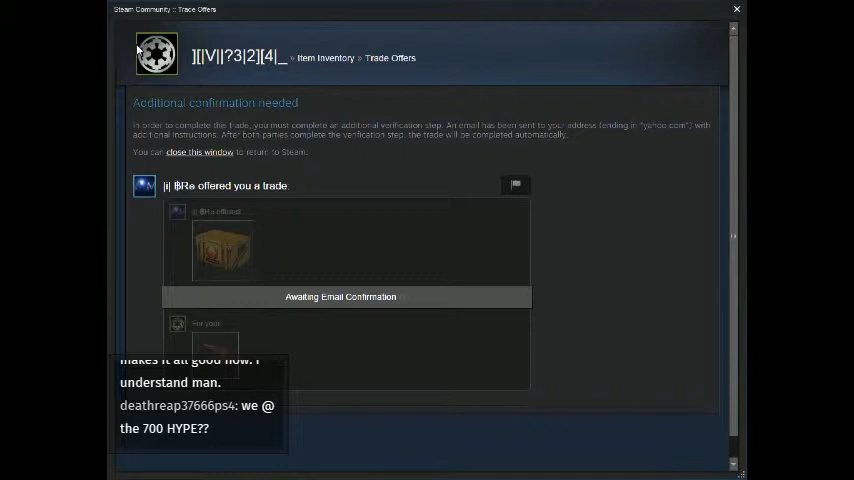 Steam Community :: Trade Offers
][|V||?3|2][4|_ » Item Inventory » Trade Offers
Additional confirmation needed
In order to complete this trade, you must complete an additional verification step. An email has been sent to your address (ending in "yahoo.com") with
additional instructions. After both parties complete the verification step, the trade will be completed automatically.
You can close this window to return to Steam.
|i| ฿Rɘ offered you a trade:
|i| ฿Rɘ offered:
Awaiting Email Confirmation
For your:
makes it all good now. I
understand man.
deathreap37666ps4: we @
the 700 HYPE??